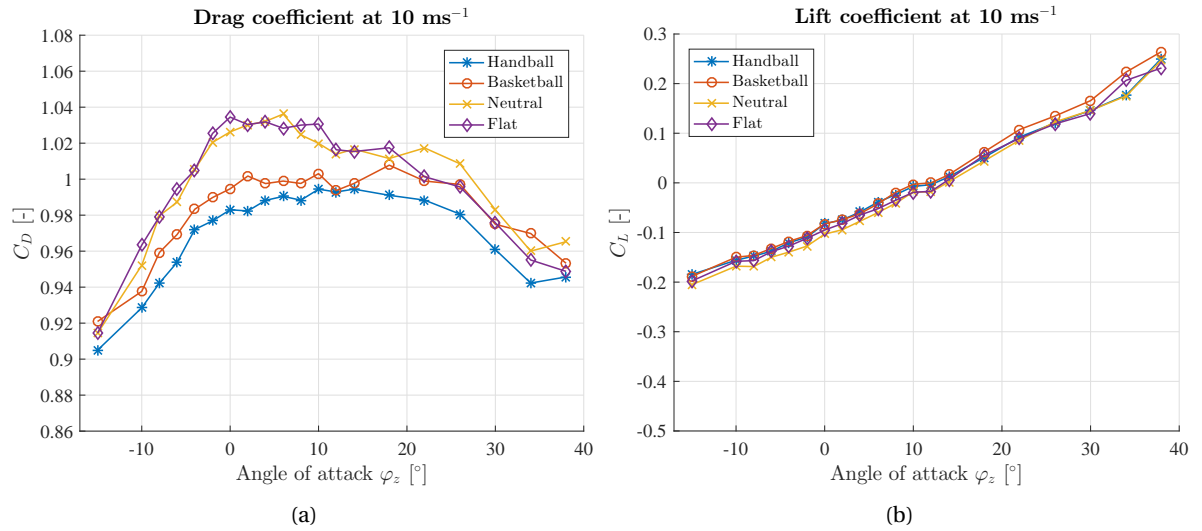 Drag coefficient at 10 ms⁻¹
1.08
1.06
1.04
1.02
1
0.98
0.96
0.94
0.92
0.9
0.88
0.86
C_D [-]
Handball
Basketball
Neutral
Flat
-10 0 10 20 30 40
Angle of attack φ_z [°]
(a)
Lift coefficient at 10 ms⁻¹
0.3
0.2
0.1
0
-0.1
-0.2
-0.3
-0.4
-0.5
C_L [-]
Handball
Basketball
Neutral
Flat
-10 0 10 20 30 40
Angle of attack φ_z [°]
(b)